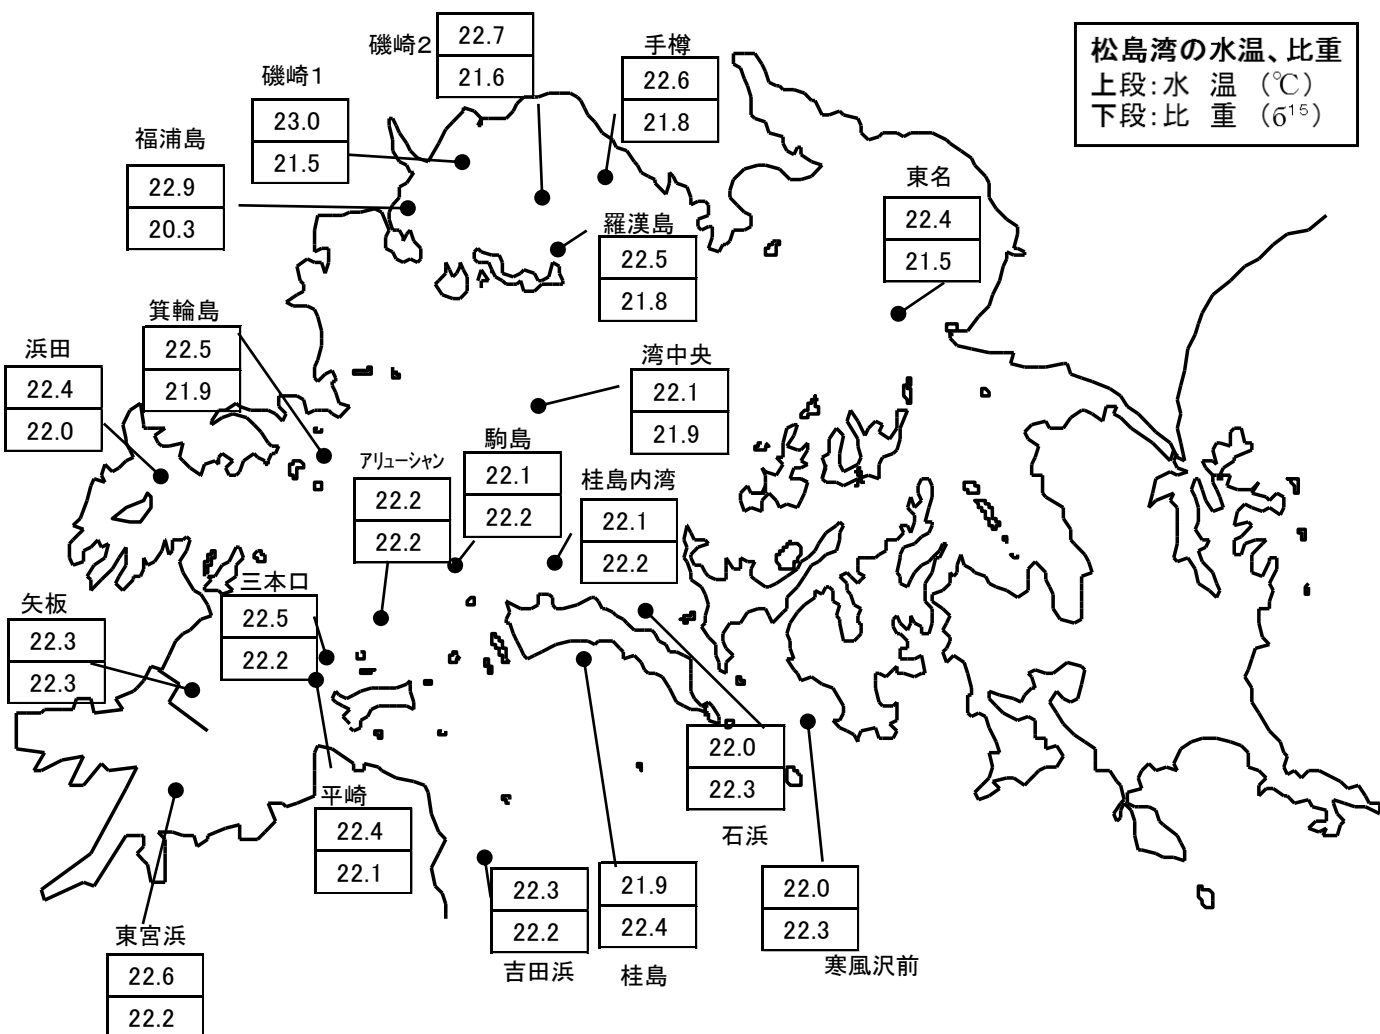 磯崎2
22.7
21.6
手樽
22.6
21.8
松島湾の水温、比重
上段:水 温 (℃)
下段:比 重 (б¹⁵)
磯崎1
23.0
21.5
福浦島
22.9
20.3
東名
22.4
21.5
羅漢島
22.5
21.8
箕輪島
22.5
21.9
浜田
22.4
22.0
湾中央
22.1
21.9
アリューシャン
22.2
22.2
駒島
22.1
22.2
桂島内湾
22.1
22.2
三本口
22.5
22.2
矢板
22.3
22.3
平崎
22.4
22.1
22.0
22.3
石浜
22.3
22.2
吉田浜
21.9
22.4
桂島
22.0
22.3
寒風沢前
東宮浜
22.6
22.2